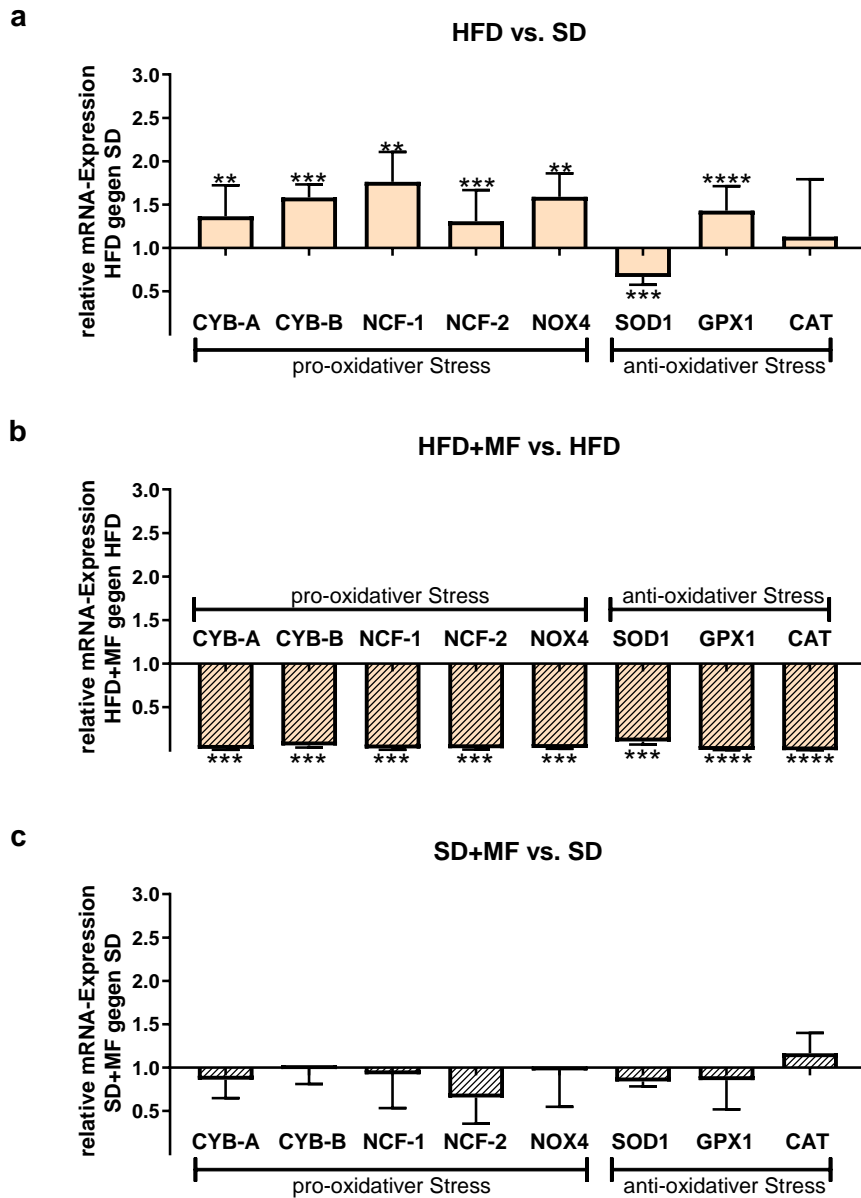 a
HFD vs. SD
relative mRNA-Expression
HFD gegen SD
3.0
2.5
2.0
1.5
1.0
0.5
** *** ** *** ** *** ****
CYB-A CYB-B NCF-1 NCF-2 NOX4 SOD1 GPX1 CAT
pro-oxidativer Stress anti-oxidativer Stress
b
HFD+MF vs. HFD
relative mRNA-Expression
HFD+MF gegen HFD
3.0
2.5
2.0
1.5
1.0
0.5
pro-oxidativer Stress anti-oxidativer Stress
CYB-A CYB-B NCF-1 NCF-2 NOX4 SOD1 GPX1 CAT
*** *** *** *** *** *** **** ****
c
SD+MF vs. SD
relative mRNA-Expression
SD+MF gegen SD
3.0
2.5
2.0
1.5
1.0
0.5
CYB-A CYB-B NCF-1 NCF-2 NOX4 SOD1 GPX1 CAT
pro-oxidativer Stress anti-oxidativer Stress